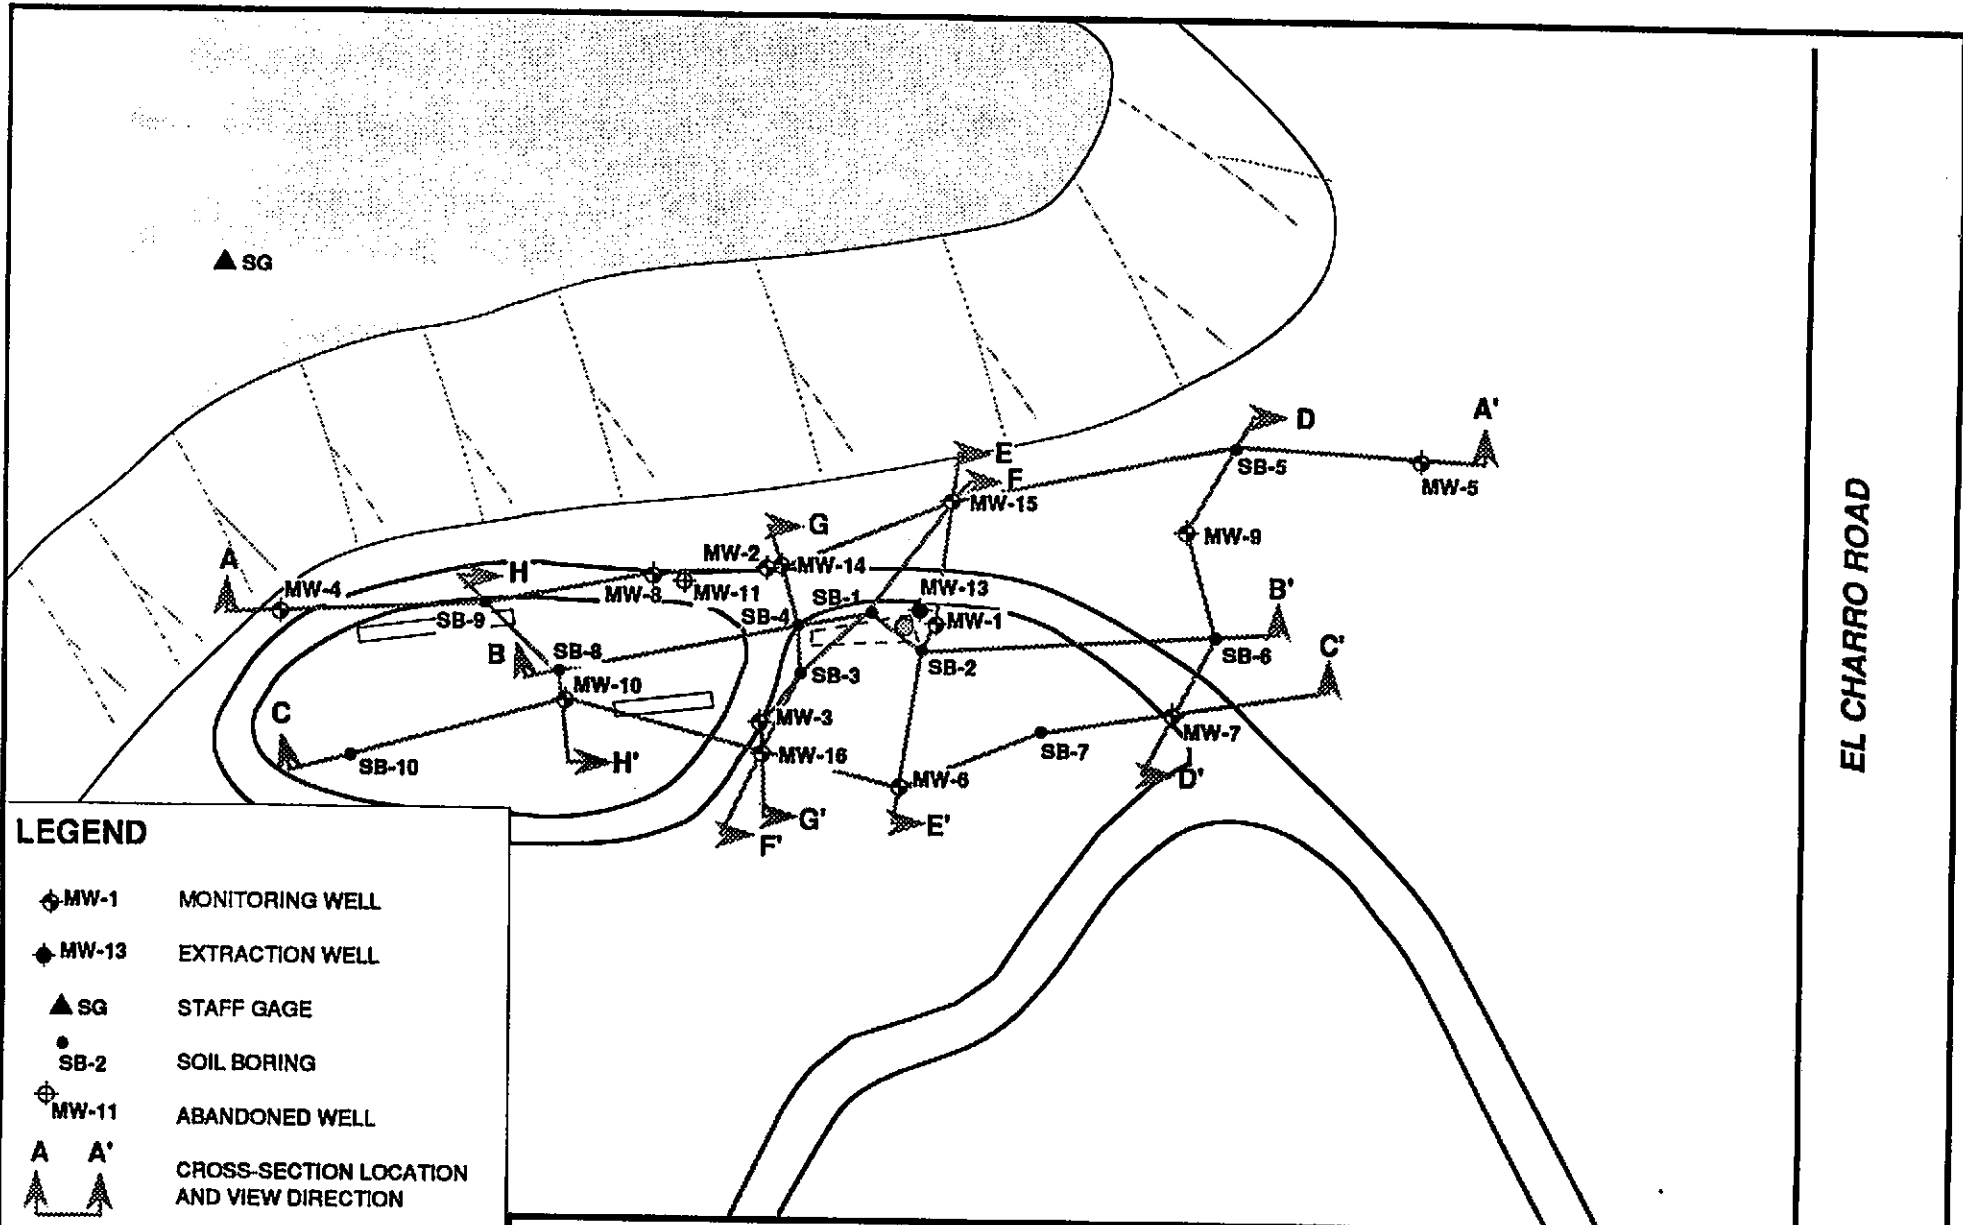 SG
D
A'
E
SB-5
F
MW-5
MW-15
G
MW-9
MW-2
MW-14
A
H
MW-4
MW-8
MW-11
MW-13
SB-1
B'
SB-9
SB-4
MW-1
C'
B
SB-8
SB-3
SB-2
SB-6
MW-10
C
MW-3
MW-7
SB-7
MW-16
SB-10
H'
MW-6
D'
G'
E'
F'
EL CHARRO ROAD
LEGEND
MW-1 MONITORING WELL
MW-13 EXTRACTION WELL
SG STAFF GAGE
SB-2 SOIL BORING
MW-11 ABANDONED WELL
A A'
CROSS-SECTION LOCATION
AND VIEW DIRECTION